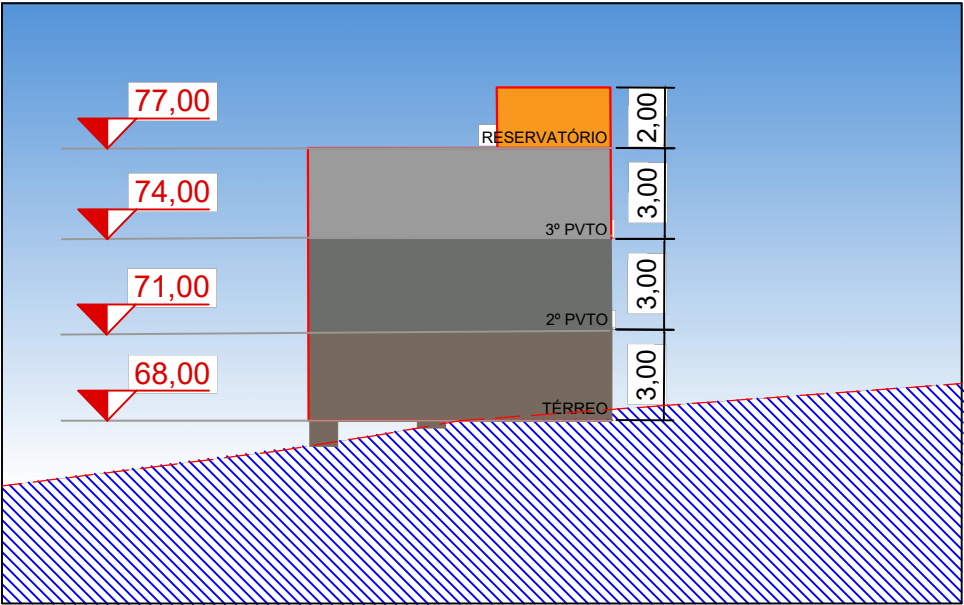 77,00
RESERVATÓRIO
2,00
74,00
3º PVTO
3,00
71,00
2º PVTO
3,00
68,00
TÉRREO
3,00